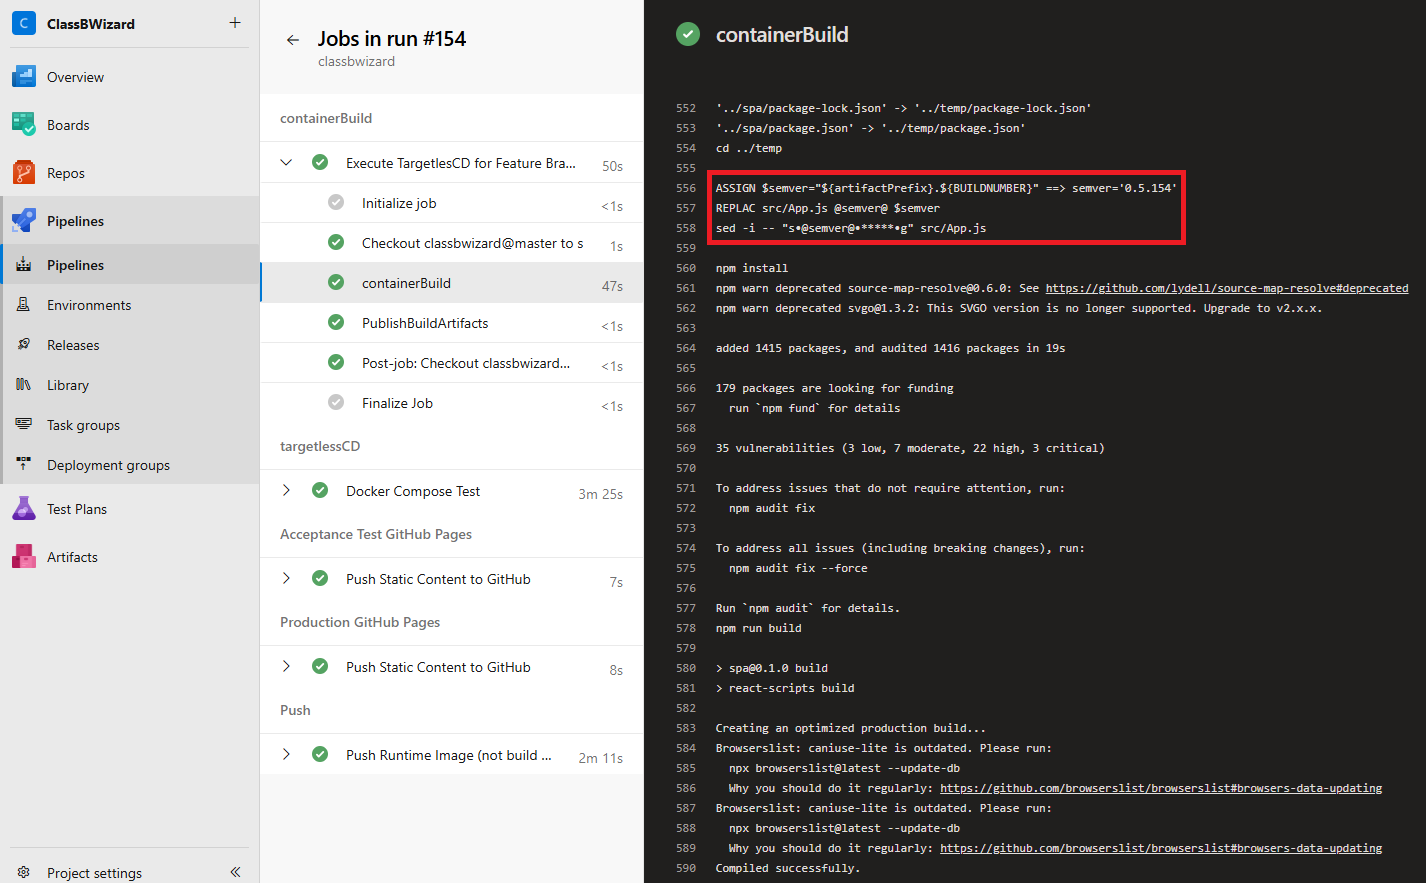 C ClassBWizard +
Overview
Boards
Repos
Pipelines
Pipelines
Environments
Releases
Library
Task groups
Deployment groups
Test Plans
Artifacts
Project settings «
← Jobs in run #154
classbwizard
containerBuild
Execute TargetlesCD for Feature Bra... 50s
Initialize job <1s
Checkout classbwizard@master to s 1s
containerBuild 47s
PublishBuildArtifacts <1s
Post-job: Checkout classbwizard... <1s
Finalize Job <1s
targetlessCD
Docker Compose Test 3m 25s
Acceptance Test GitHub Pages
Push Static Content to GitHub 7s
Production GitHub Pages
Push Static Content to GitHub 8s
Push
Push Runtime Image (not build ... 2m 11s
containerBuild
552 '../spa/package-lock.json' -> '../temp/package-lock.json'
553 '../spa/package.json' -> '../temp/package.json'
554 cd ../temp
555
556 ASSIGN $semver="${artifactPrefix}.${BUILDNUMBER}" ==> semver='0.5.154'
557 REPLAC src/App.js @semver@ $semver
558 sed -i -- "s•@semver@•*****•g" src/App.js
559
560 npm install
561 npm warn deprecated source-map-resolve@0.6.0: See https://github.com/lydell/source-map-resolve#deprecated
562 npm warn deprecated svgo@1.3.2: This SVGO version is no longer supported. Upgrade to v2.x.x.
563
564 added 1415 packages, and audited 1416 packages in 19s
565
566 179 packages are looking for funding
567 run `npm fund` for details
568
569 35 vulnerabilities (3 low, 7 moderate, 22 high, 3 critical)
570
571 To address issues that do not require attention, run:
572 npm audit fix
573
574 To address all issues (including breaking changes), run:
575 npm audit fix --force
576
577 Run `npm audit` for details.
578 npm run build
579
580 > spa@0.1.0 build
581 > react-scripts build
582
583 Creating an optimized production build...
584 Browserslist: caniuse-lite is outdated. Please run:
585 npx browserslist@latest --update-db
586 Why you should do it regularly: https://github.com/browserslist/browserslist#browsers-data-updating
587 Browserslist: caniuse-lite is outdated. Please run:
588 npx browserslist@latest --update-db
589 Why you should do it regularly: https://github.com/browserslist/browserslist#browsers-data-updating
590 Compiled successfully.